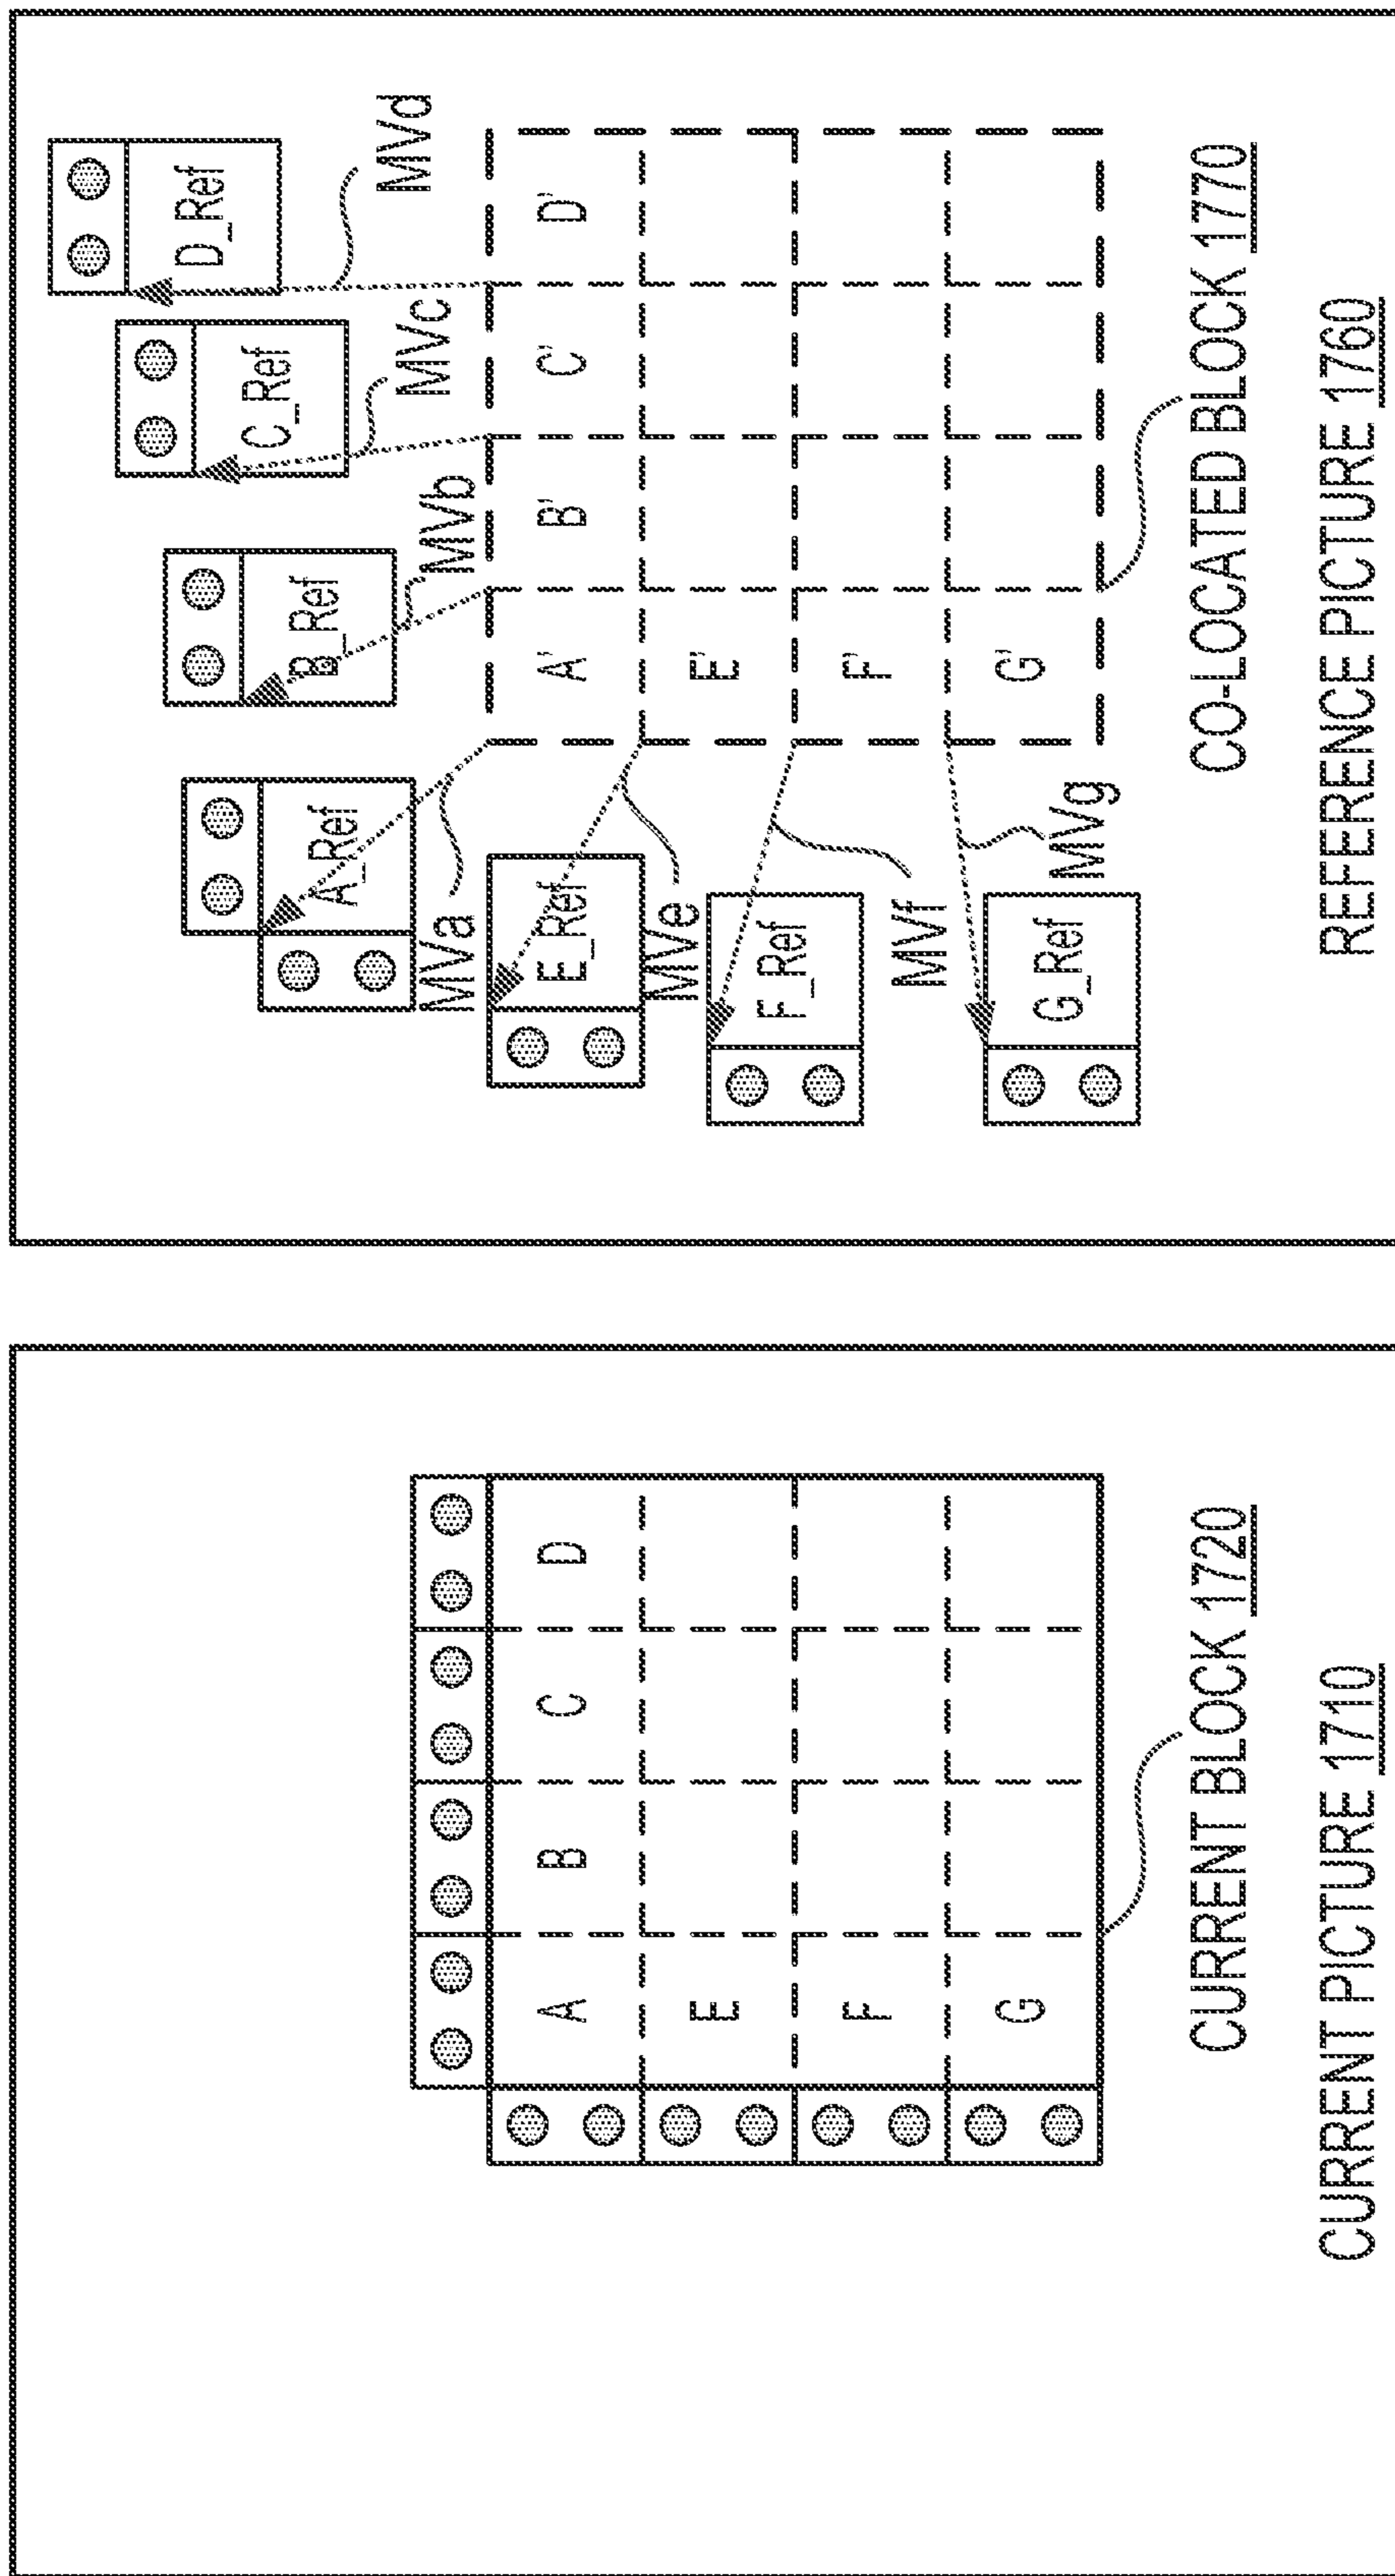 A B C D
E
F
G
CURRENT BLOCK 1720
CURRENT PICTURE 1710
D_Ref
C_Ref
B_Ref
A_Ref
MVd
MVc
MVb
MVa
A' B' C' D'
E_Ref
E'
MVe
F_Ref
F'
MVf
G_Ref
G'
MVg
CO-LOCATED BLOCK 1770
REFERENCE PICTURE 1760